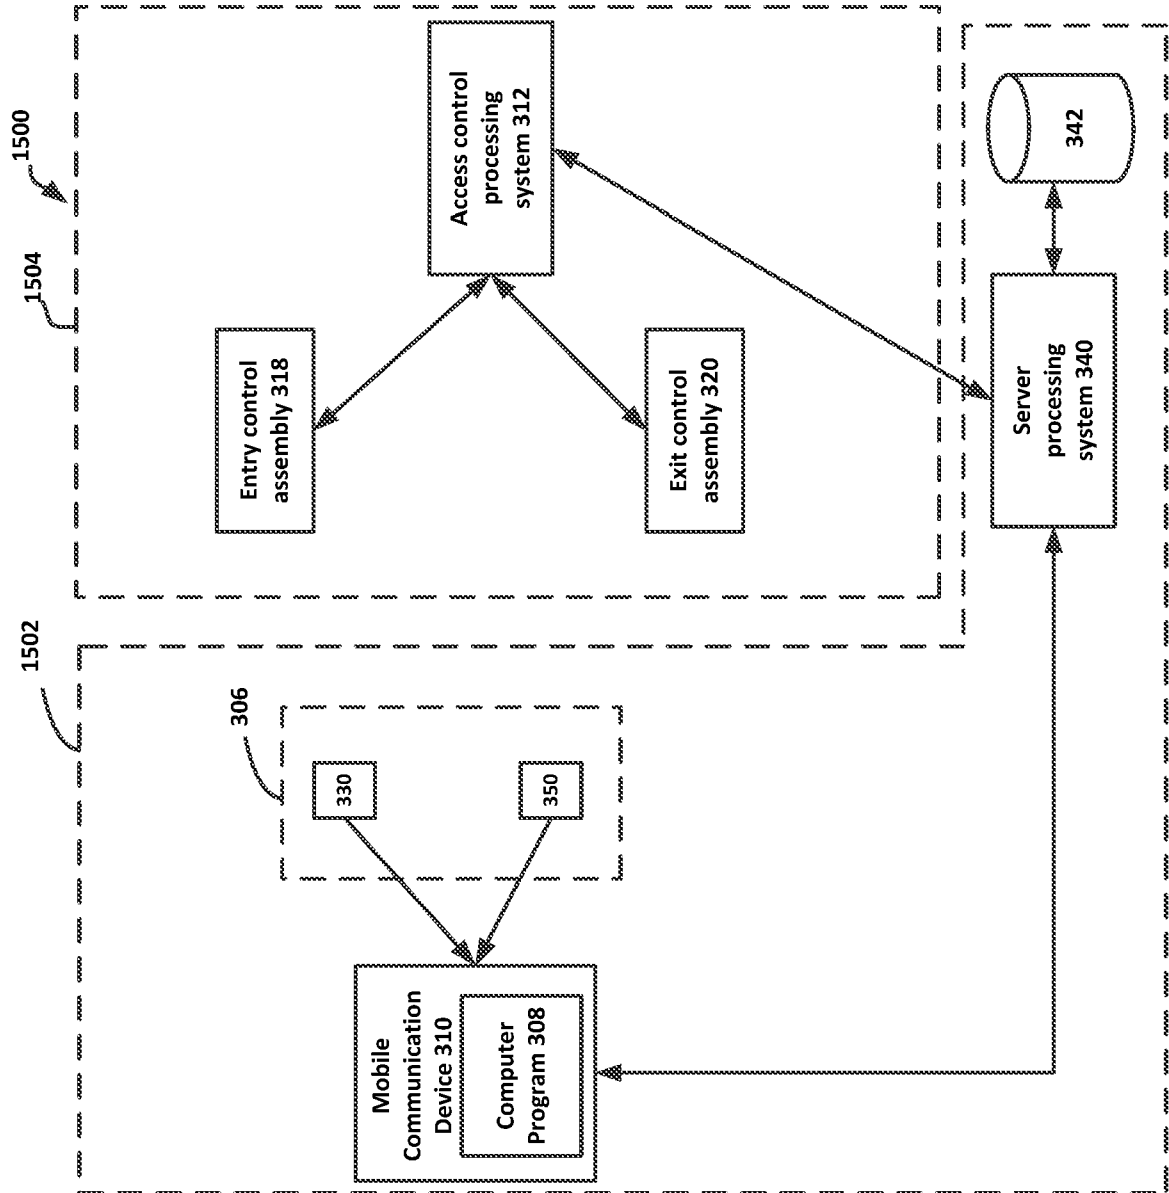 1500
1502
1504
306
330
350
Mobile
Communication
Device 310
Computer
Program 308
Entry control
assembly 318
Exit control
assembly 320
Access control
processing
system 312
Server
processing
system 340
342